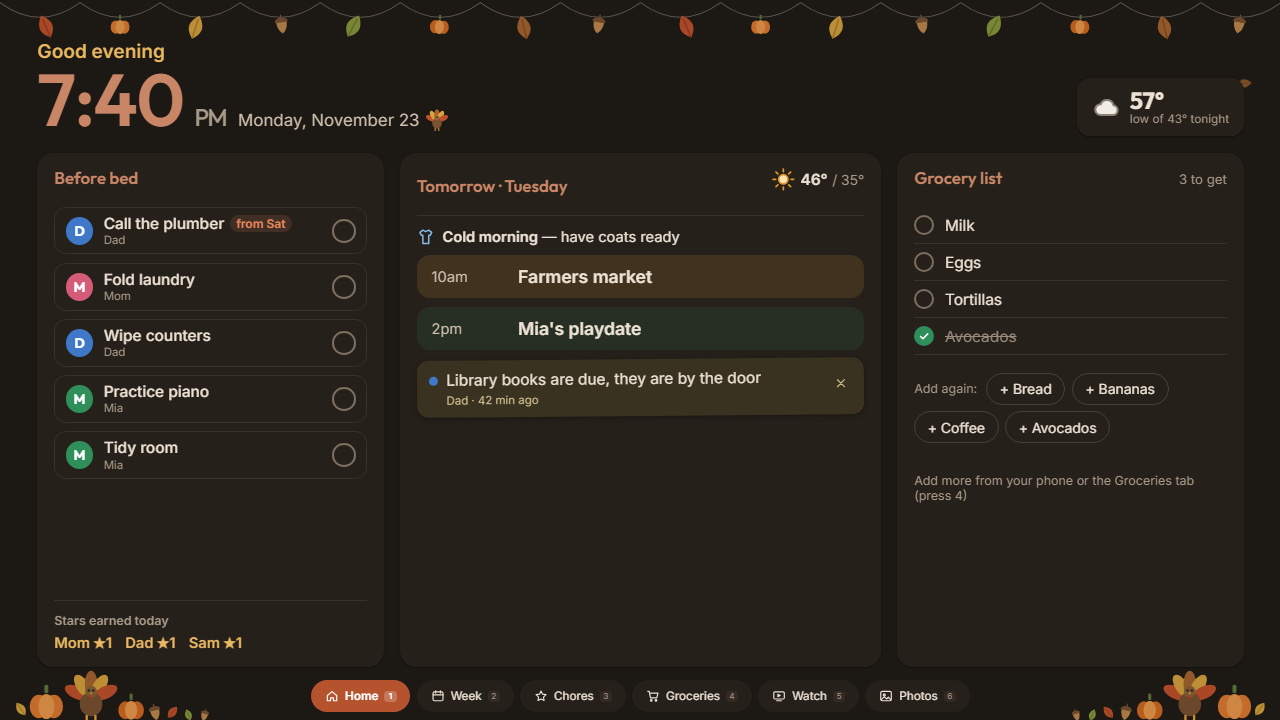 Good evening
7:40 PM Monday, November 23
57°
low of 43° tonight
Before bed
D Call the plumber from Sat
Dad
M Fold laundry
Mom
D Wipe counters
Dad
M Practice piano
Mia
M Tidy room
Mia
Stars earned today
Mom ★1 Dad ★1 Sam ★1
Tomorrow · Tuesday 46° / 35°
Cold morning — have coats ready
10am Farmers market
2pm Mia's playdate
Library books are due, they are by the door ×
Dad · 42 min ago
Grocery list 3 to get
Milk
Eggs
Tortillas
Avocados
Add again: + Bread + Bananas
+ Coffee + Avocados
Add more from your phone or the Groceries tab
(press 4)
Home 1 Week 2 Chores 3 Groceries 4 Watch 5 Photos 6